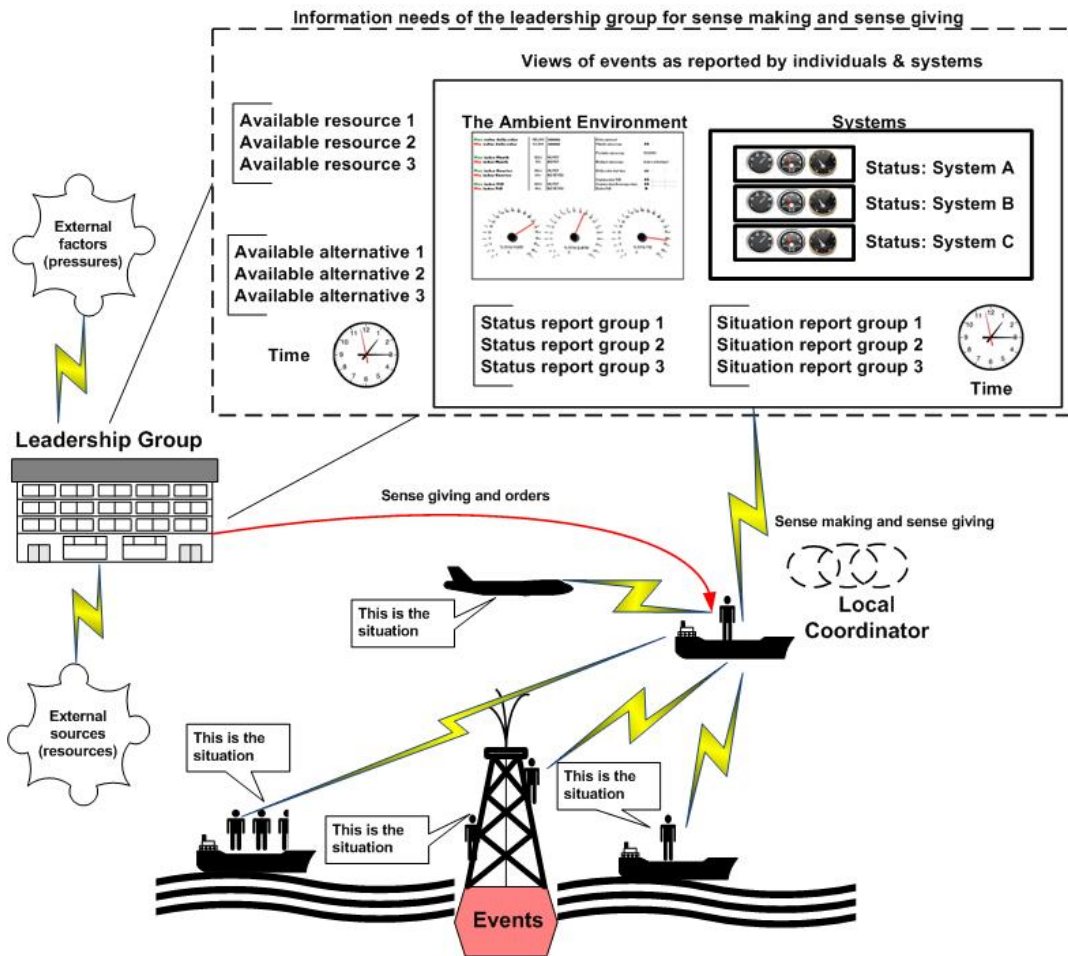 Information needs of the leadership group for sense making and sense giving
Views of events as reported by individuals & systems
Available resource 1
Available resource 2
Available resource 3
The Ambient Environment
Systems
Status: System A
Status: System B
Status: System C
External
factors
(pressures)
Available alternative 1
Available alternative 2
Available alternative 3
Time
Status report group 1
Status report group 2
Status report group 3
Situation report group 1
Situation report group 2
Situation report group 3
Time
Leadership Group
Sense giving and orders
Sense making and sense giving
This is the
situation
Local
Coordinator
External
sources
(resources)
This is the
situation
This is the
situation
This is the
situation
Events